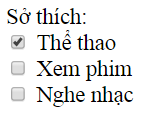 Sở thích:
Thể thao
Xem phim
Nghe nhạc